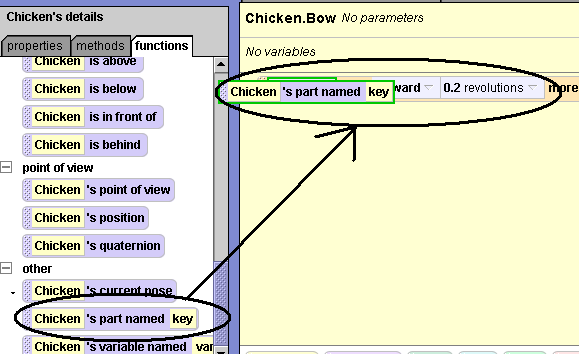 Chicken's details
properties methods functions
Chicken is above
Chicken is below
Chicken is in front of
Chicken is behind
point of view
Chicken 's point of view
Chicken 's position
Chicken 's quaternion
other
Chicken 's current pose
Chicken 's part named key
Chicken 's variable named
Chicken.Bow No parameters
No variables
Chicken 's part named key ward 0.2 revolutions more